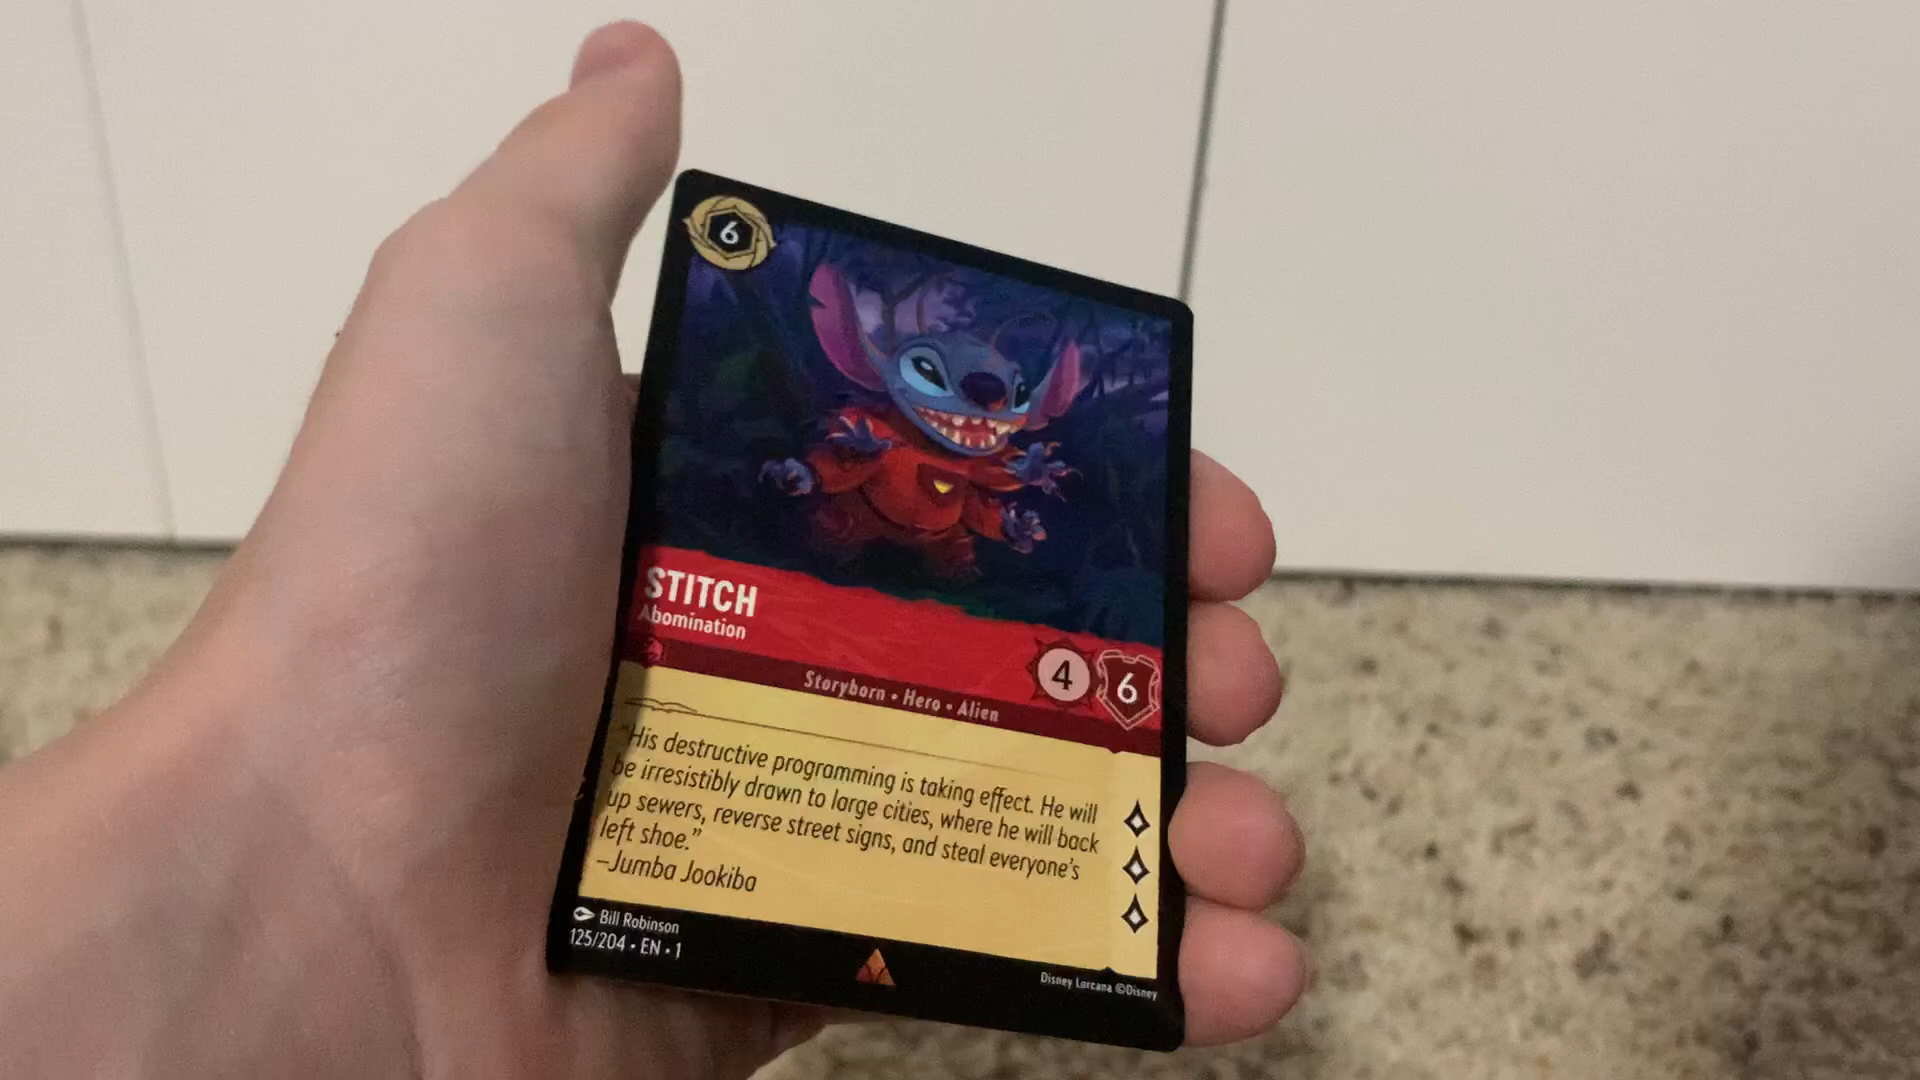 6
STITCH
Abomination
4 6
Storyborn • Hero • Alien
"His destructive programming is taking effect. He will
be irresistibly drawn to large cities, where he will back
up sewers, reverse street signs, and steal everyone's
left shoe."
–Jumba Jookiba
Bill Robinson
125/204 • EN • 1
Disney Lorcana ©Disney